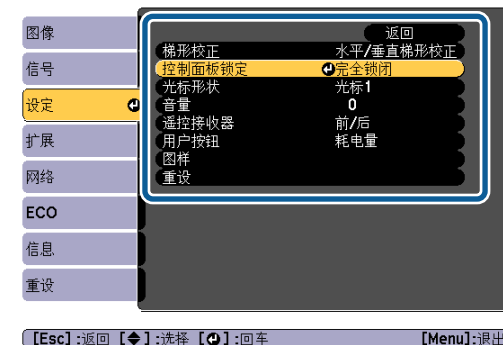 图像
信号
设定
扩展
网络
ECO
信息
重设
返回
梯形校正 水平/垂直梯形校正
控制面板锁定 完全锁闭
光标形状 光标1
音量 0
遥控接收器 前/后
用户按钮 耗电量
图样
重设
[Esc]:返回 [◆]:选择 [↵]:回车 [Menu]:退出